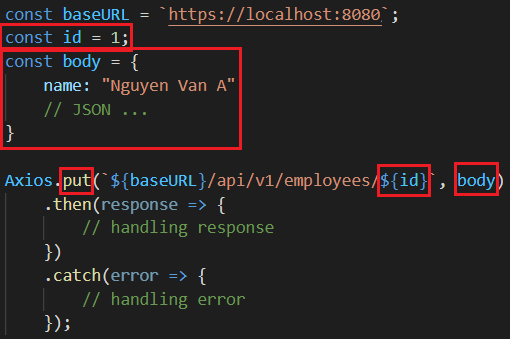 const baseURL = `https://localhost:8080`;
const id = 1;
const body = {
    name: "Nguyen Van A"
    // JSON ...
}

Axios.put(`${baseURL}/api/v1/employees/${id}`, body)
    .then(response => {
        // handling response
    })
    .catch(error => {
        // handling error
    });